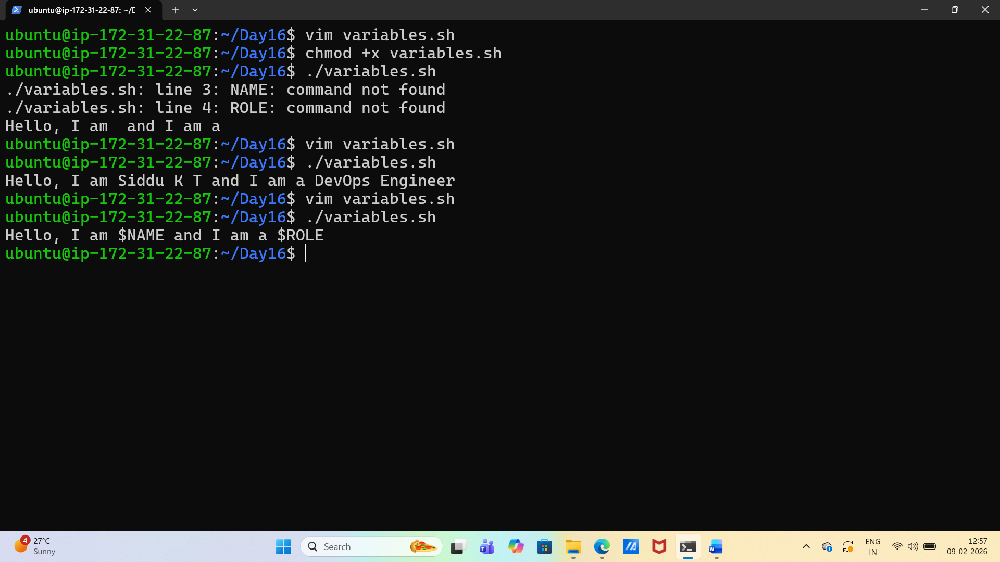 ubuntu@ip-172-31-22-87: ~/D
ubuntu@ip-172-31-22-87:~/Day16$ vim variables.sh
ubuntu@ip-172-31-22-87:~/Day16$ chmod +x variables.sh
ubuntu@ip-172-31-22-87:~/Day16$ ./variables.sh
./variables.sh: line 3: NAME: command not found
./variables.sh: line 4: ROLE: command not found
Hello, I am  and I am a
ubuntu@ip-172-31-22-87:~/Day16$ vim variables.sh
ubuntu@ip-172-31-22-87:~/Day16$ ./variables.sh
Hello, I am Siddu K T and I am a DevOps Engineer
ubuntu@ip-172-31-22-87:~/Day16$ vim variables.sh
ubuntu@ip-172-31-22-87:~/Day16$ ./variables.sh
Hello, I am $NAME and I am a $ROLE
ubuntu@ip-172-31-22-87:~/Day16$
4
27°C
Sunny
Search
ENG
IN
12:57
09-02-2026